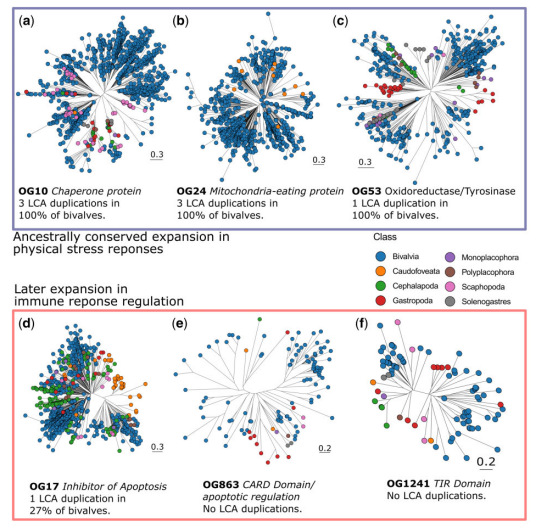 (a)
(b)
(c)
0.3
0.3
0.3
OG10 Chaperone protein
3 LCA duplications in
100% of bivalves.
OG24 Mitochondria-eating protein
3 LCA duplications in
100% of bivalves.
OG53 Oxidoreductase/Tyrosinase
1 LCA duplication in
100% of bivalves.
Ancestrally conserved expansion in
physical stress reponses
Class
Bivalvia
Caudofoveata
Cephalapoda
Gastropoda
Monoplacophora
Polyplacophora
Scaphopoda
Solenogastres
Later expansion in
immune reponse regulation
(d)
(e)
(f)
0.3
0.2
0.2
OG17 Inhibitor of Apoptosis
1 LCA duplication in
27% of bivalves.
OG863 CARD Domain/
apoptotic regulation
No LCA duplications.
OG1241 TIR Domain
No LCA duplications.